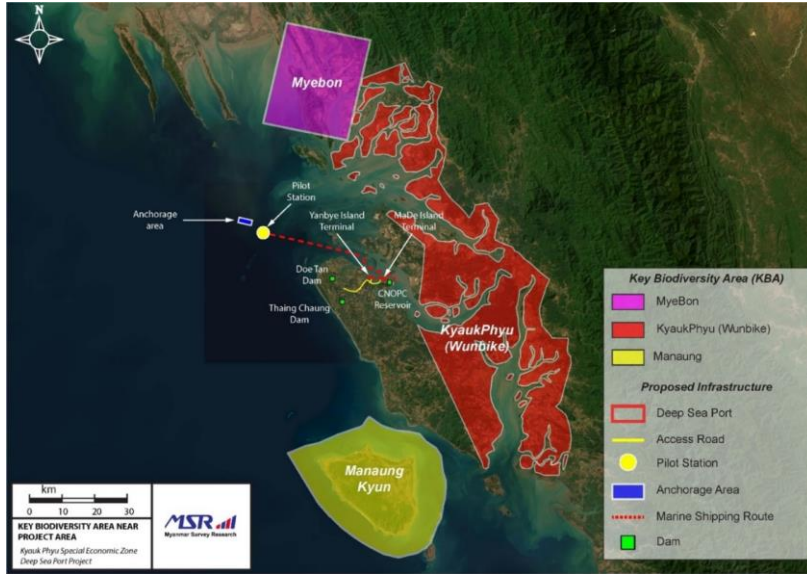 N
Myebon
Pilot
Station
Anchorage
area
Yanbye Island
Terminal
MaDe Island
Terminal
Doe Tan
Dam
CNOPC
Reservoir
Thaing Chaung
Dam
KyaukPhyu
(Wunbike)
Manaung
Kyun
Key Biodiversity Area (KBA)
MyeBon
KyaukPhyu (Wunbike)
Manaung
Proposed Infrastructure
Deep Sea Port
Access Road
Pilot Station
Anchorage Area
Marine Shipping Route
Dam
km
0 10 20 30
KEY BIODIVERSITY AREA NEAR
PROJECT AREA
Kyauk Phyu Special Economic Zone
Deep Sea Port Project
MSR
Myanmar Survey Research